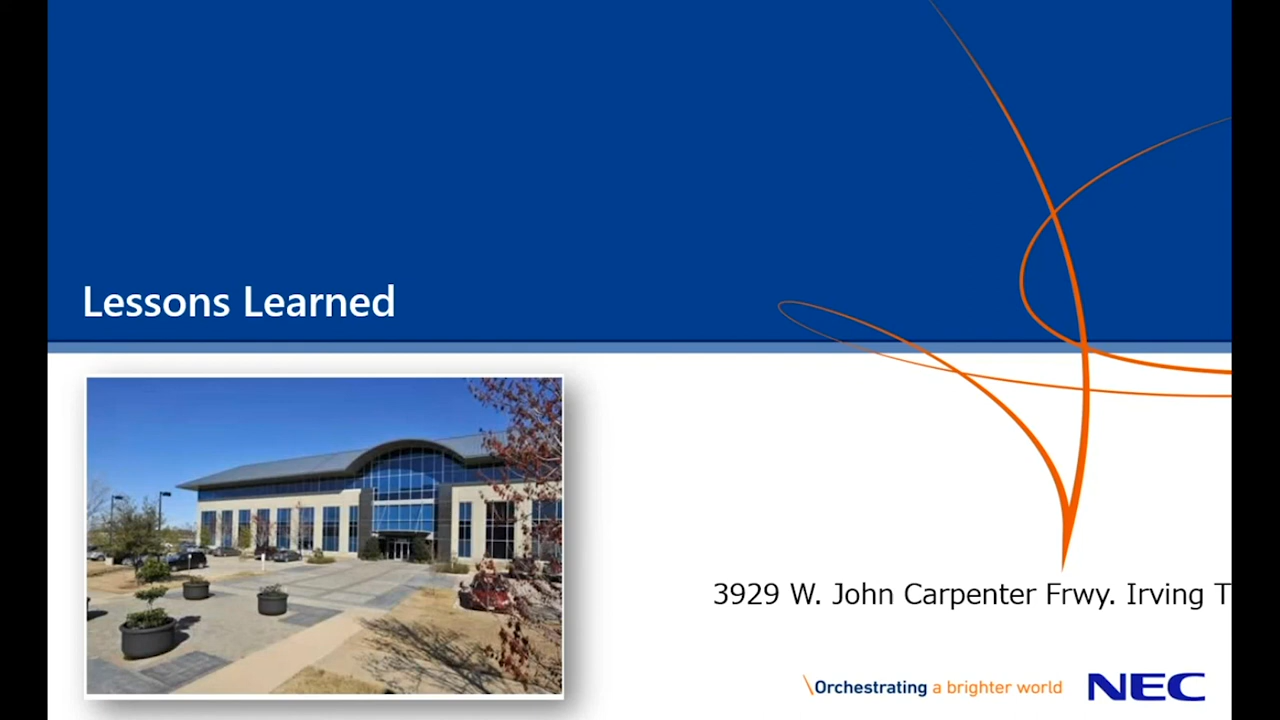 Lessons Learned
3929 W. John Carpenter Frwy. Irving T
\Orchestrating a brighter world
NEC